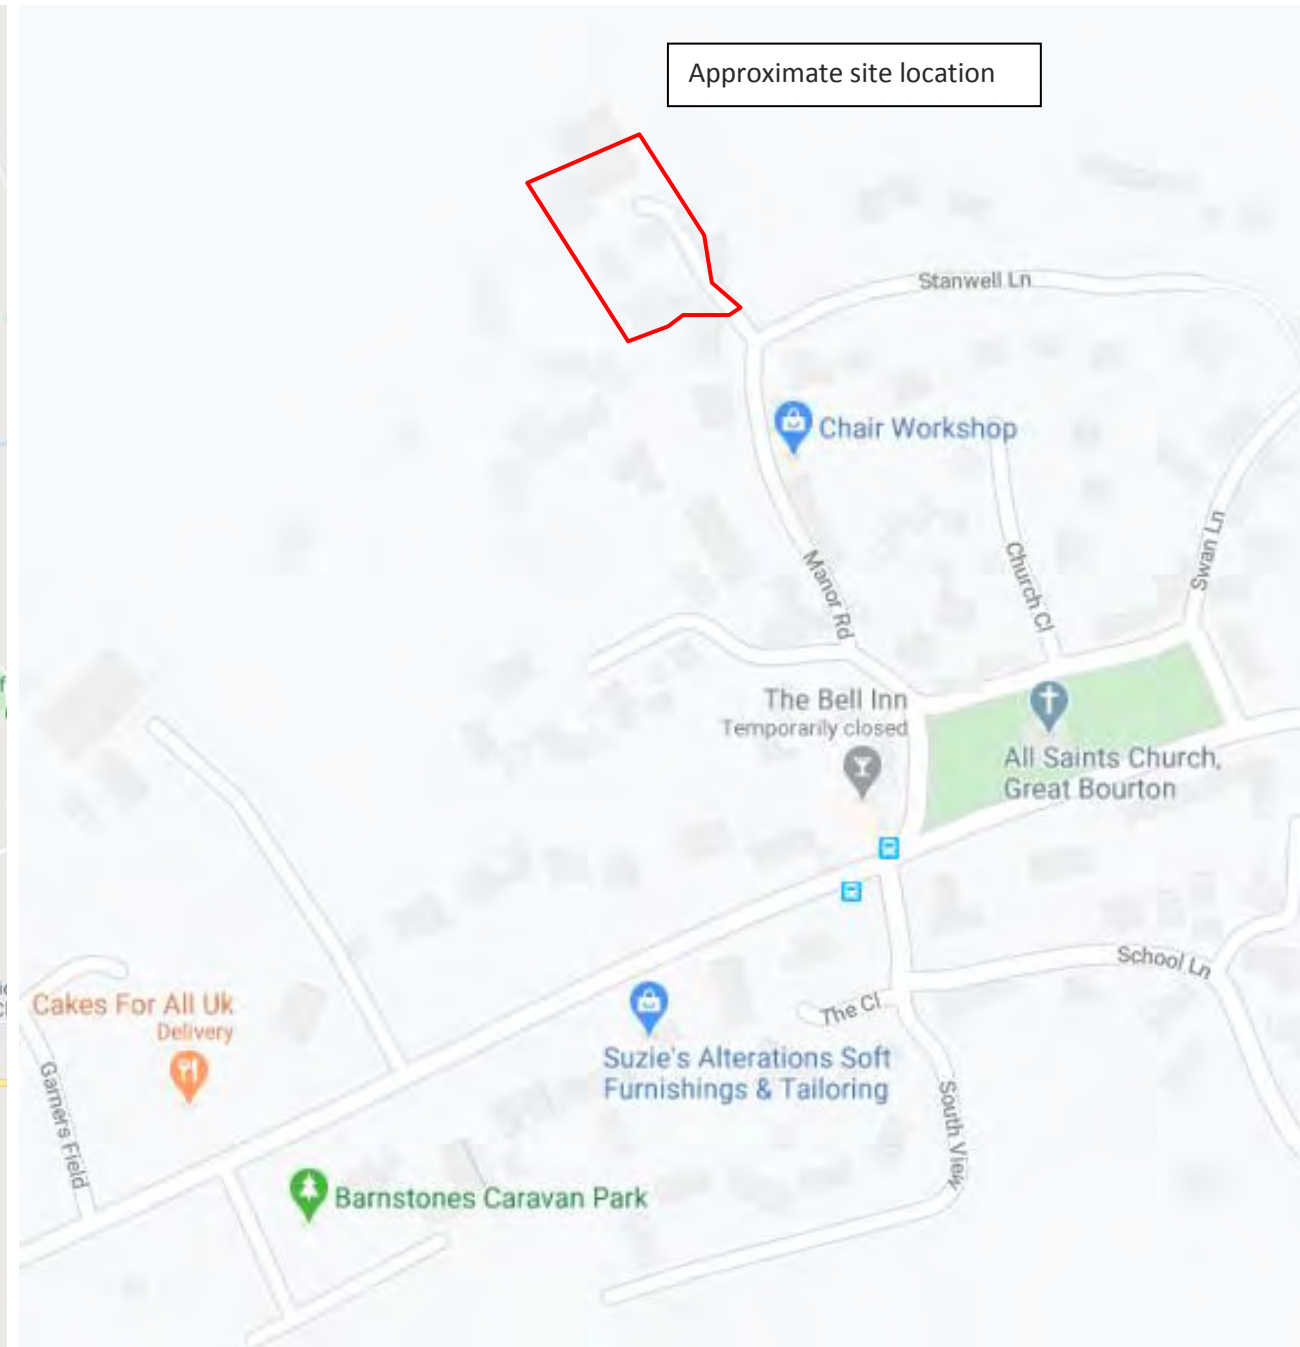 Approximate site location
Stanwell Ln
Chair Workshop
Swan Ln
Church Cl
Manor Rd
The Bell Inn
Temporarily closed
All Saints Church,
Great Bourton
School Ln
The Cl
Cakes For All Uk
Delivery
Suzie's Alterations Soft
Furnishings & Tailoring
Garners Field
South View
Barnstones Caravan Park